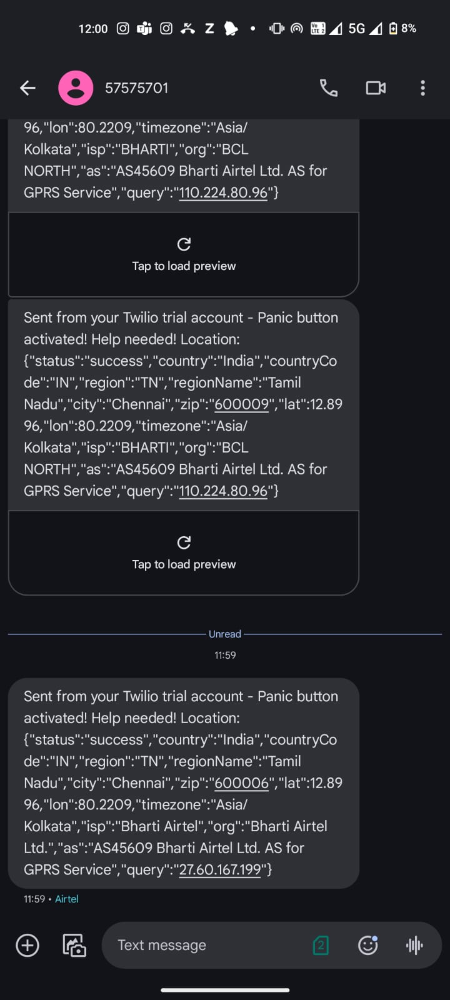 12:00 Z 5G 8%
57575701
96,"lon":80.2209,"timezone":"Asia/
Kolkata","isp":"BHARTI","org":"BCL
NORTH","as":"AS45609 Bharti Airtel Ltd. AS for
GPRS Service","query":"110.224.80.96"}
Tap to load preview
Sent from your Twilio trial account - Panic button
activated! Help needed! Location:
{"status":"success","country":"India","countryCo
de":"IN","region":"TN","regionName":"Tamil
Nadu","city":"Chennai","zip":"600009","lat":12.89
96,"lon":80.2209,"timezone":"Asia/
Kolkata","isp":"BHARTI","org":"BCL
NORTH","as":"AS45609 Bharti Airtel Ltd. AS for
GPRS Service","query":"110.224.80.96"}
Tap to load preview
Unread
11:59
Sent from your Twilio trial account - Panic button
activated! Help needed! Location:
{"status":"success","country":"India","countryCo
de":"IN","region":"TN","regionName":"Tamil
Nadu","city":"Chennai","zip":"600006","lat":12.89
96,"lon":80.2209,"timezone":"Asia/
Kolkata","isp":"Bharti Airtel","org":"Bharti Airtel
Ltd.","as":"AS45609 Bharti Airtel Ltd. AS for
GPRS Service","query":"27.60.167.199"}
11:59 • Airtel
Text message 2